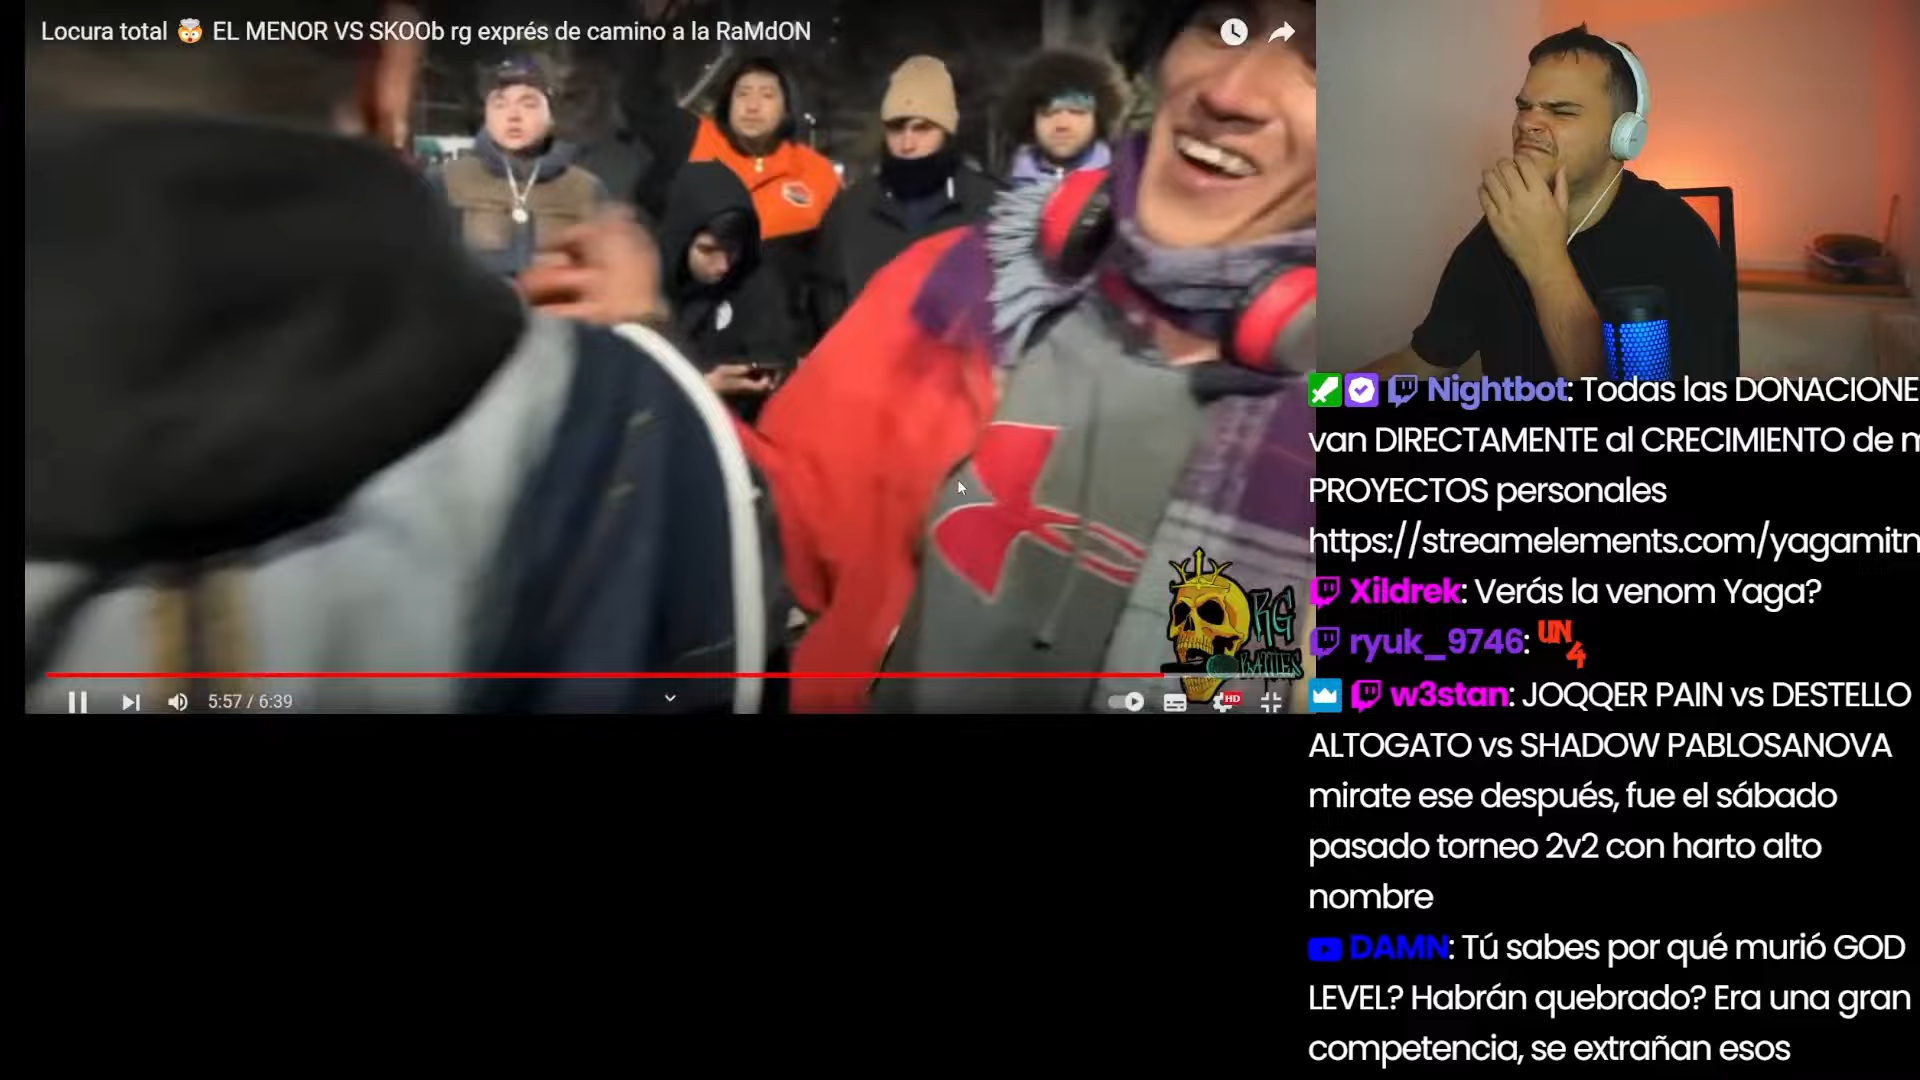 Locura total 🤯 EL MENOR VS SKOOb rg exprés de camino a la RaMdON
RG
BATTLES
5:57 / 6:39
HD
Nightbot: Todas las DONACIONE
van DIRECTAMENTE al CRECIMIENTO de m
PROYECTOS personales
https://streamelements.com/yagamitn
Xildrek: Verás la venom Yaga?
ryuk_9746: UN 4
w3stan: JOQQER PAIN vs DESTELLO
ALTOGATO vs SHADOW PABLOSANOVA
mirate ese después, fue el sábado
pasado torneo 2v2 con harto alto
nombre
DAMN: Tú sabes por qué murió GOD
LEVEL? Habrán quebrado? Era una gran
competencia, se extrañan esos